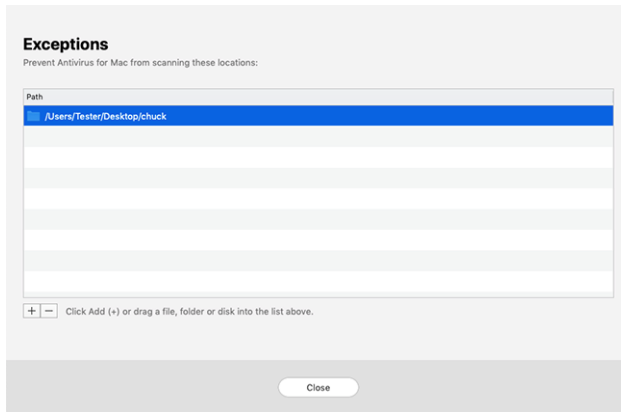 Exceptions
Prevent Antivirus for Mac from scanning these locations:
Path
/Users/Tester/Desktop/chuck
+ − Click Add (+) or drag a file, folder or disk into the list above.
Close